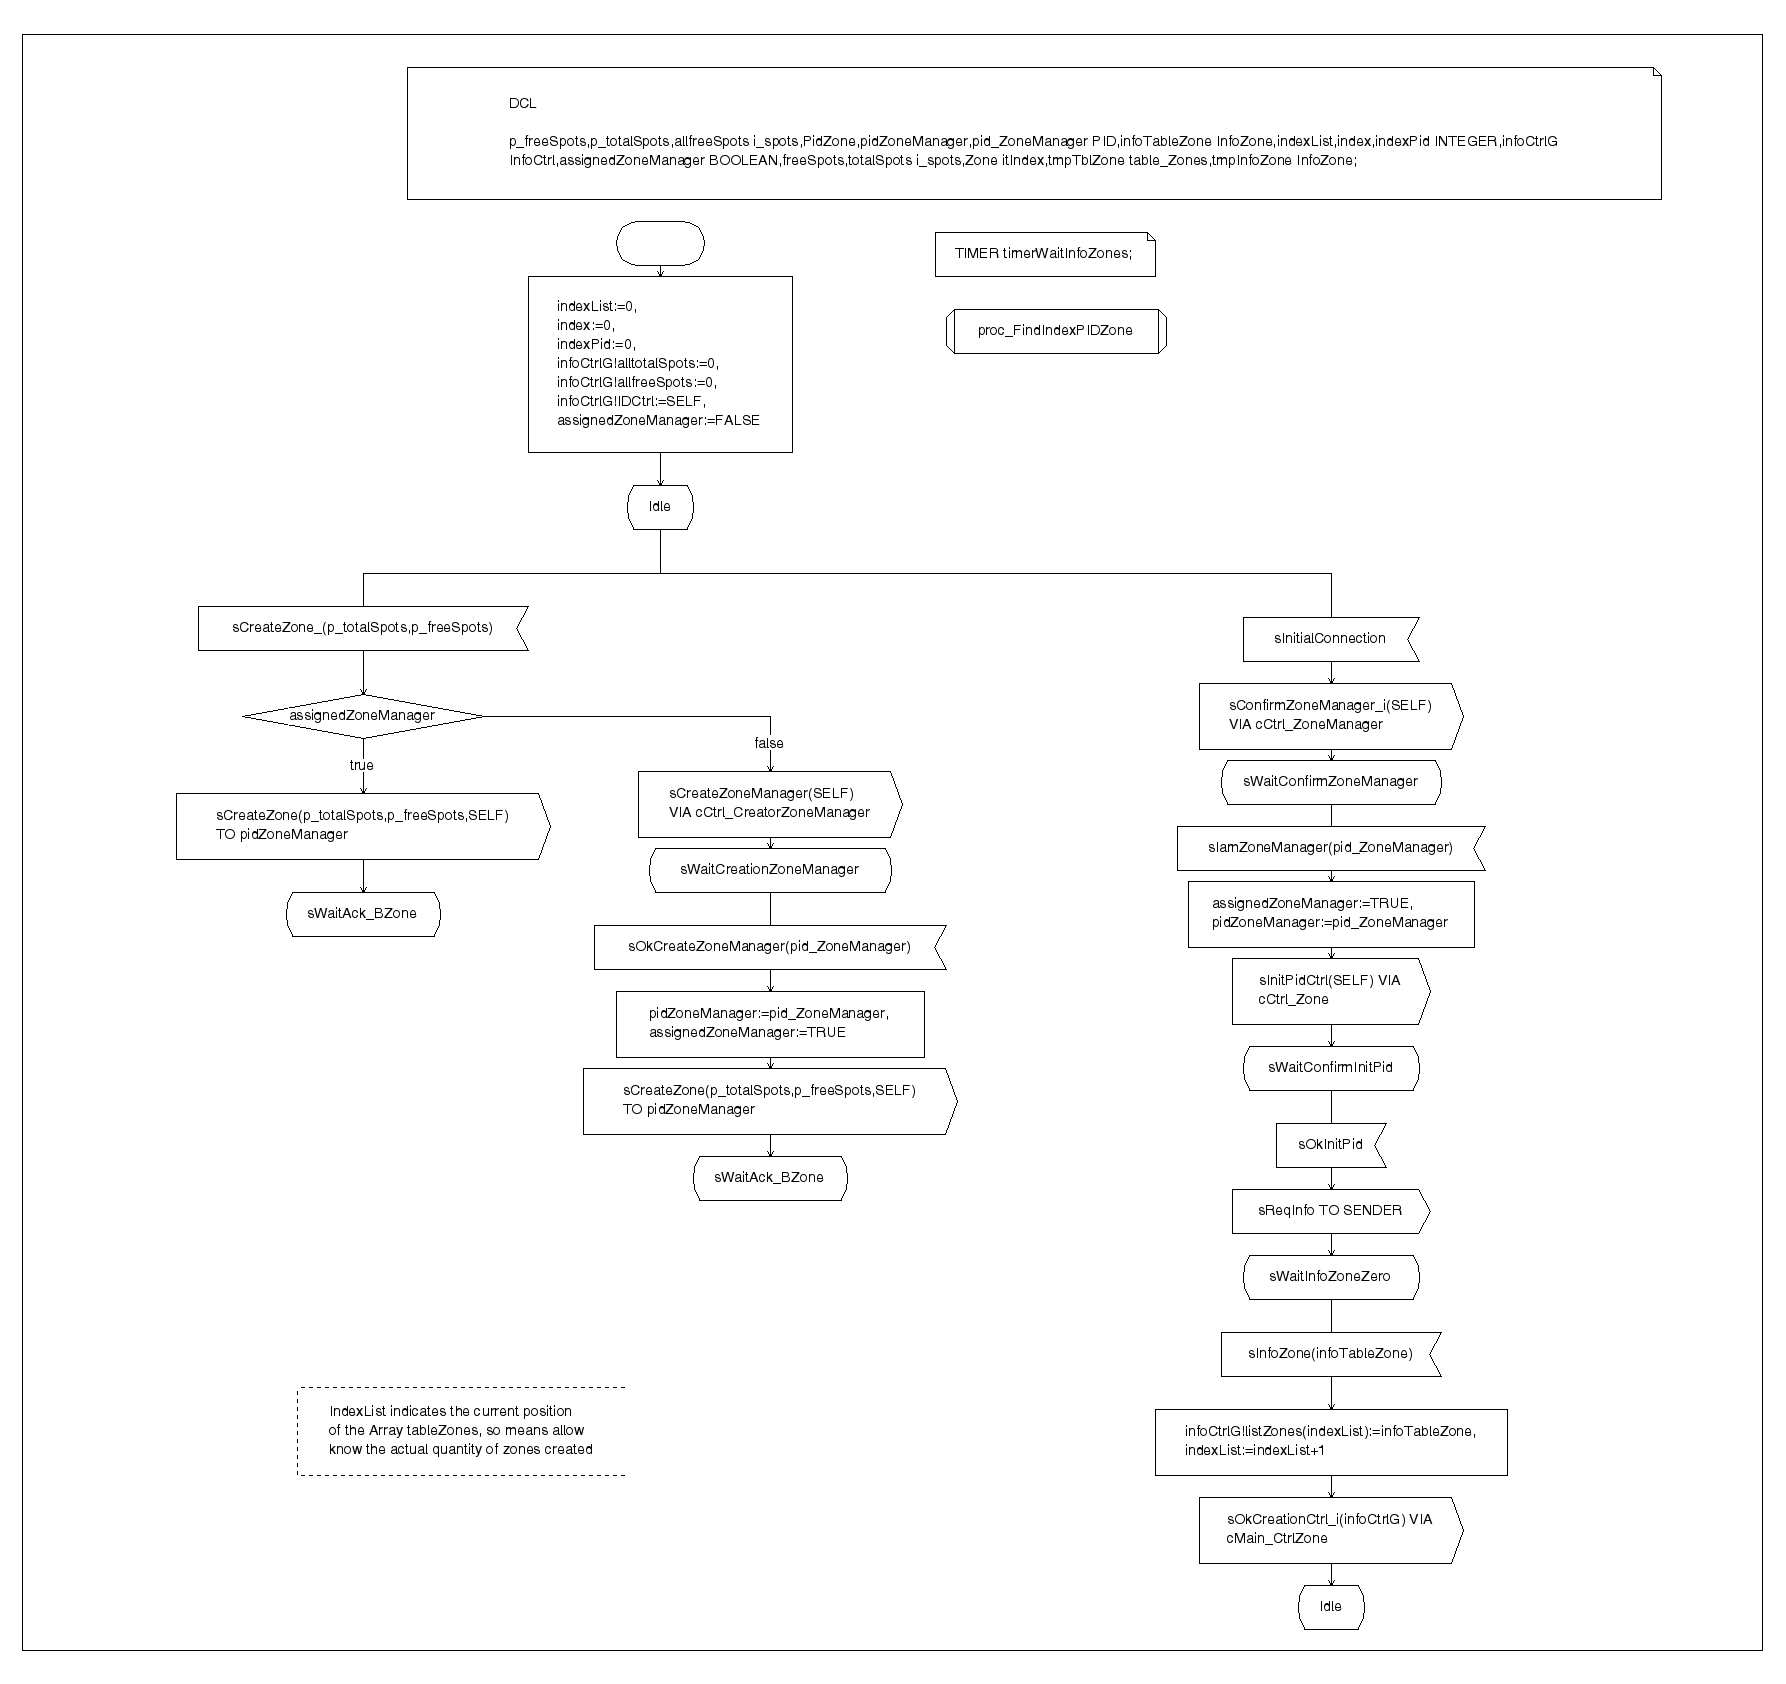 DCL
p_freeSpots,p_totalSpots,allfreeSpots i_spots,PidZone,pidZoneManager,pid_ZoneManager PID,infoTableZone InfoZone,indexList,index,indexPid INTEGER,infoCtrlG
InfoCtrl,assignedZoneManager BOOLEAN,freeSpots,totalSpots i_spots,Zone itIndex,tmpTblZone table_Zones,tmpInfoZone InfoZone;
TIMER timerWaitInfoZones;
proc_FindIndexPIDZone
indexList:=0,
index:=0,
indexPid:=0,
infoCtrlG!alltotalSpots:=0,
infoCtrlG!allfreeSpots:=0,
infoCtrlG!IDCtrl:=SELF,
assignedZoneManager:=FALSE
Idle
sCreateZone_(p_totalSpots,p_freeSpots)
assignedZoneManager
true
sCreateZone(p_totalSpots,p_freeSpots,SELF)
TO pidZoneManager
sWaitAck_BZone
false
sCreateZoneManager(SELF)
VIA cCtrl_CreatorZoneManager
sWaitCreationZoneManager
sOkCreateZoneManager(pid_ZoneManager)
pidZoneManager:=pid_ZoneManager,
assignedZoneManager:=TRUE
sCreateZone(p_totalSpots,p_freeSpots,SELF)
TO pidZoneManager
sWaitAck_BZone
sInitialConnection
sConfirmZoneManager_i(SELF)
VIA cCtrl_ZoneManager
sWaitConfirmZoneManager
sIamZoneManager(pid_ZoneManager)
assignedZoneManager:=TRUE,
pidZoneManager:=pid_ZoneManager
sInitPidCtrl(SELF) VIA
cCtrl_Zone
sWaitConfirmInitPid
sOkInitPid
sReqInfo TO SENDER
sWaitInfoZoneZero
sInfoZone(infoTableZone)
infoCtrlG!listZones(indexList):=infoTableZone,
indexList:=indexList+1
sOkCreationCtrl_i(infoCtrlG) VIA
cMain_CtrlZone
Idle
IndexList indicates the current position
of the Array tableZones, so means allow
know the actual quantity of zones created